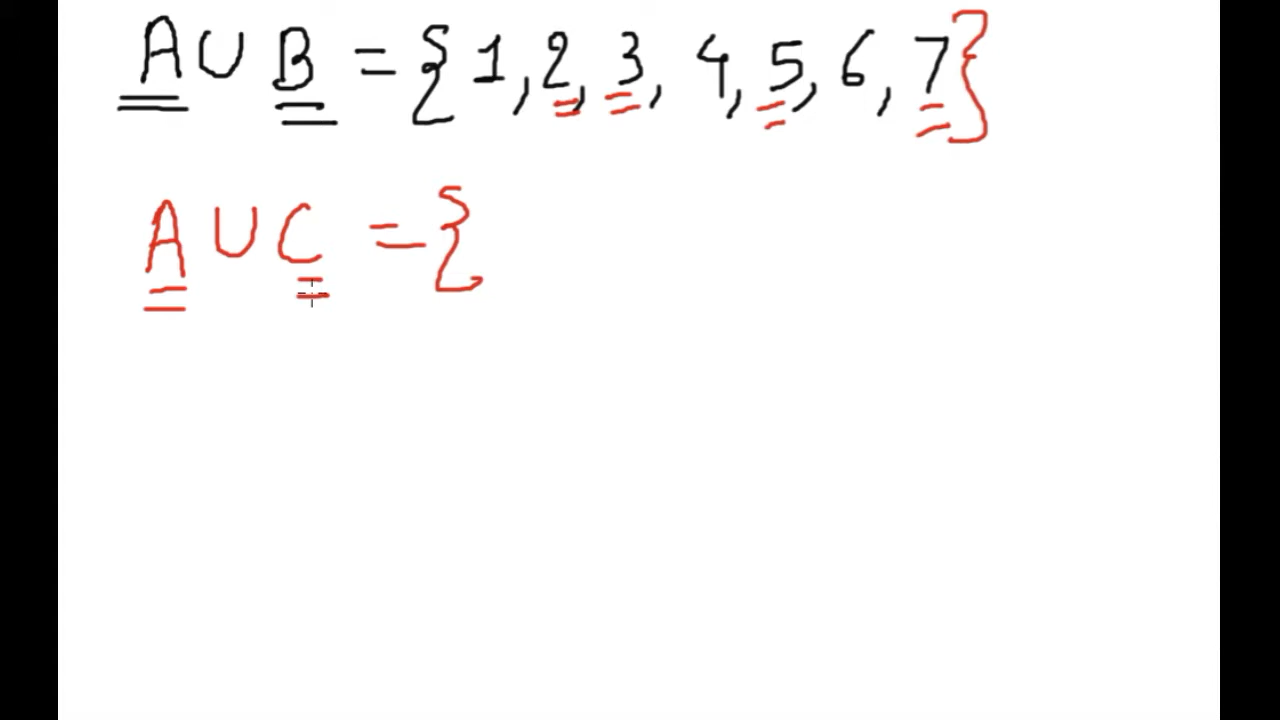 A ∪ B = {1, 2, 3, 4, 5, 6, 7}
A ∪ C = {